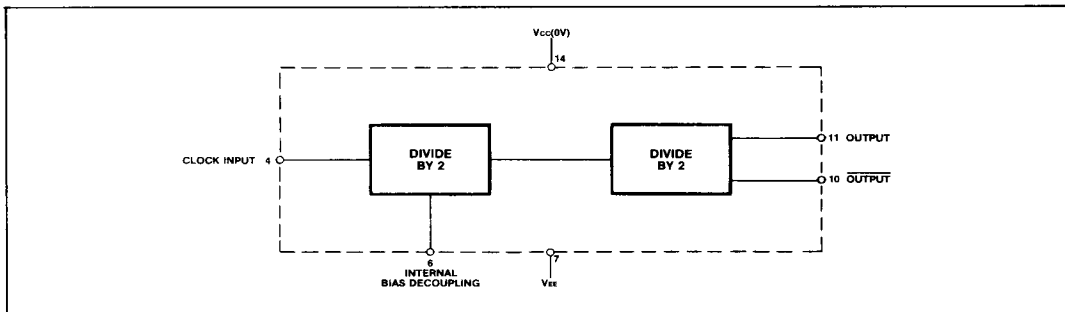 Vcc(0V)
14
CLOCK INPUT 4
DIVIDE
BY 2
DIVIDE
BY 2
11 OUTPUT
10 OUTPUT
6
INTERNAL
BIAS DECOUPLING
7
VEE